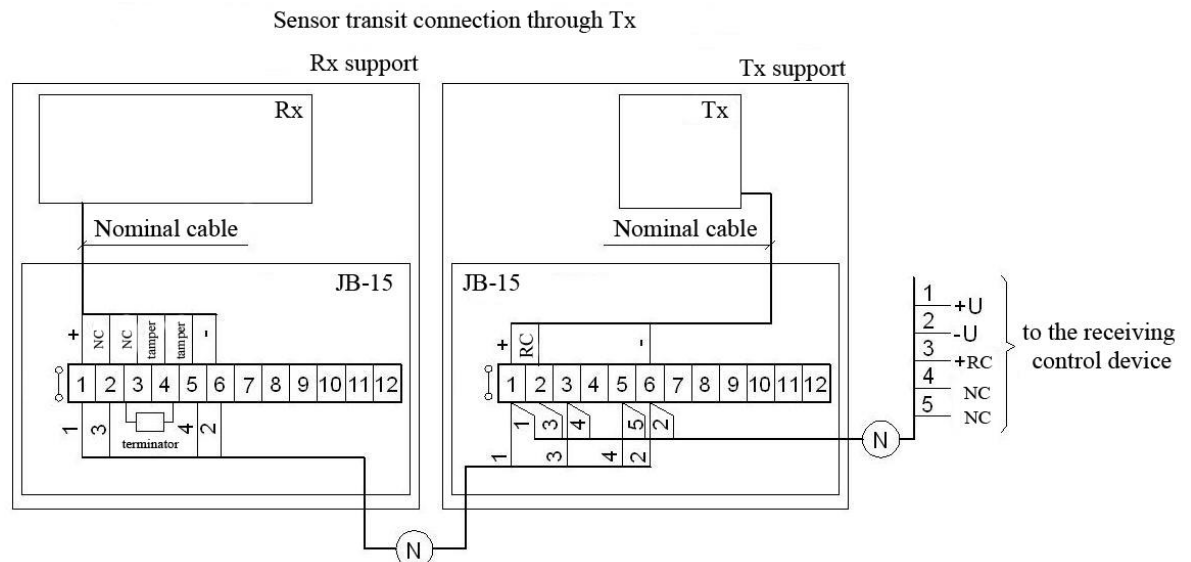 Sensor transit connection through Tx
Rx support
Tx support
Rx
Tx
Nominal cable
Nominal cable
JB-15
JB-15
+ NC NC tamper tamper -
+ RC -
1 2 3 4 5 6 7 8 9 10 11 12
1 2 3 4 5 6 7 8 9 10 11 12
1 3 terminator 4 2
1 3 4 5 2
1 3 4 2
N
N
1 +U
2 -U
3 +RC
4 NC
5 NC
to the receiving
control device